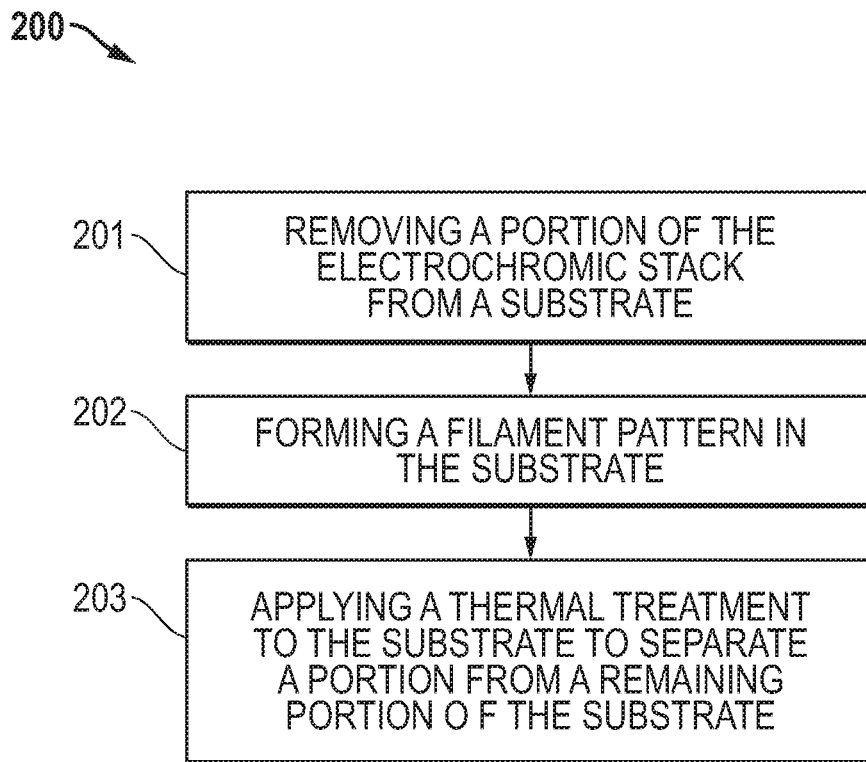 200
201
REMOVING A PORTION OF THE
ELECTROCHROMIC STACK
FROM A SUBSTRATE
202
FORMING A FILAMENT PATTERN IN
THE SUBSTRATE
203
APPLYING A THERMAL TREATMENT
TO THE SUBSTRATE TO SEPARATE
A PORTION FROM A REMAINING
PORTION O F THE SUBSTRATE